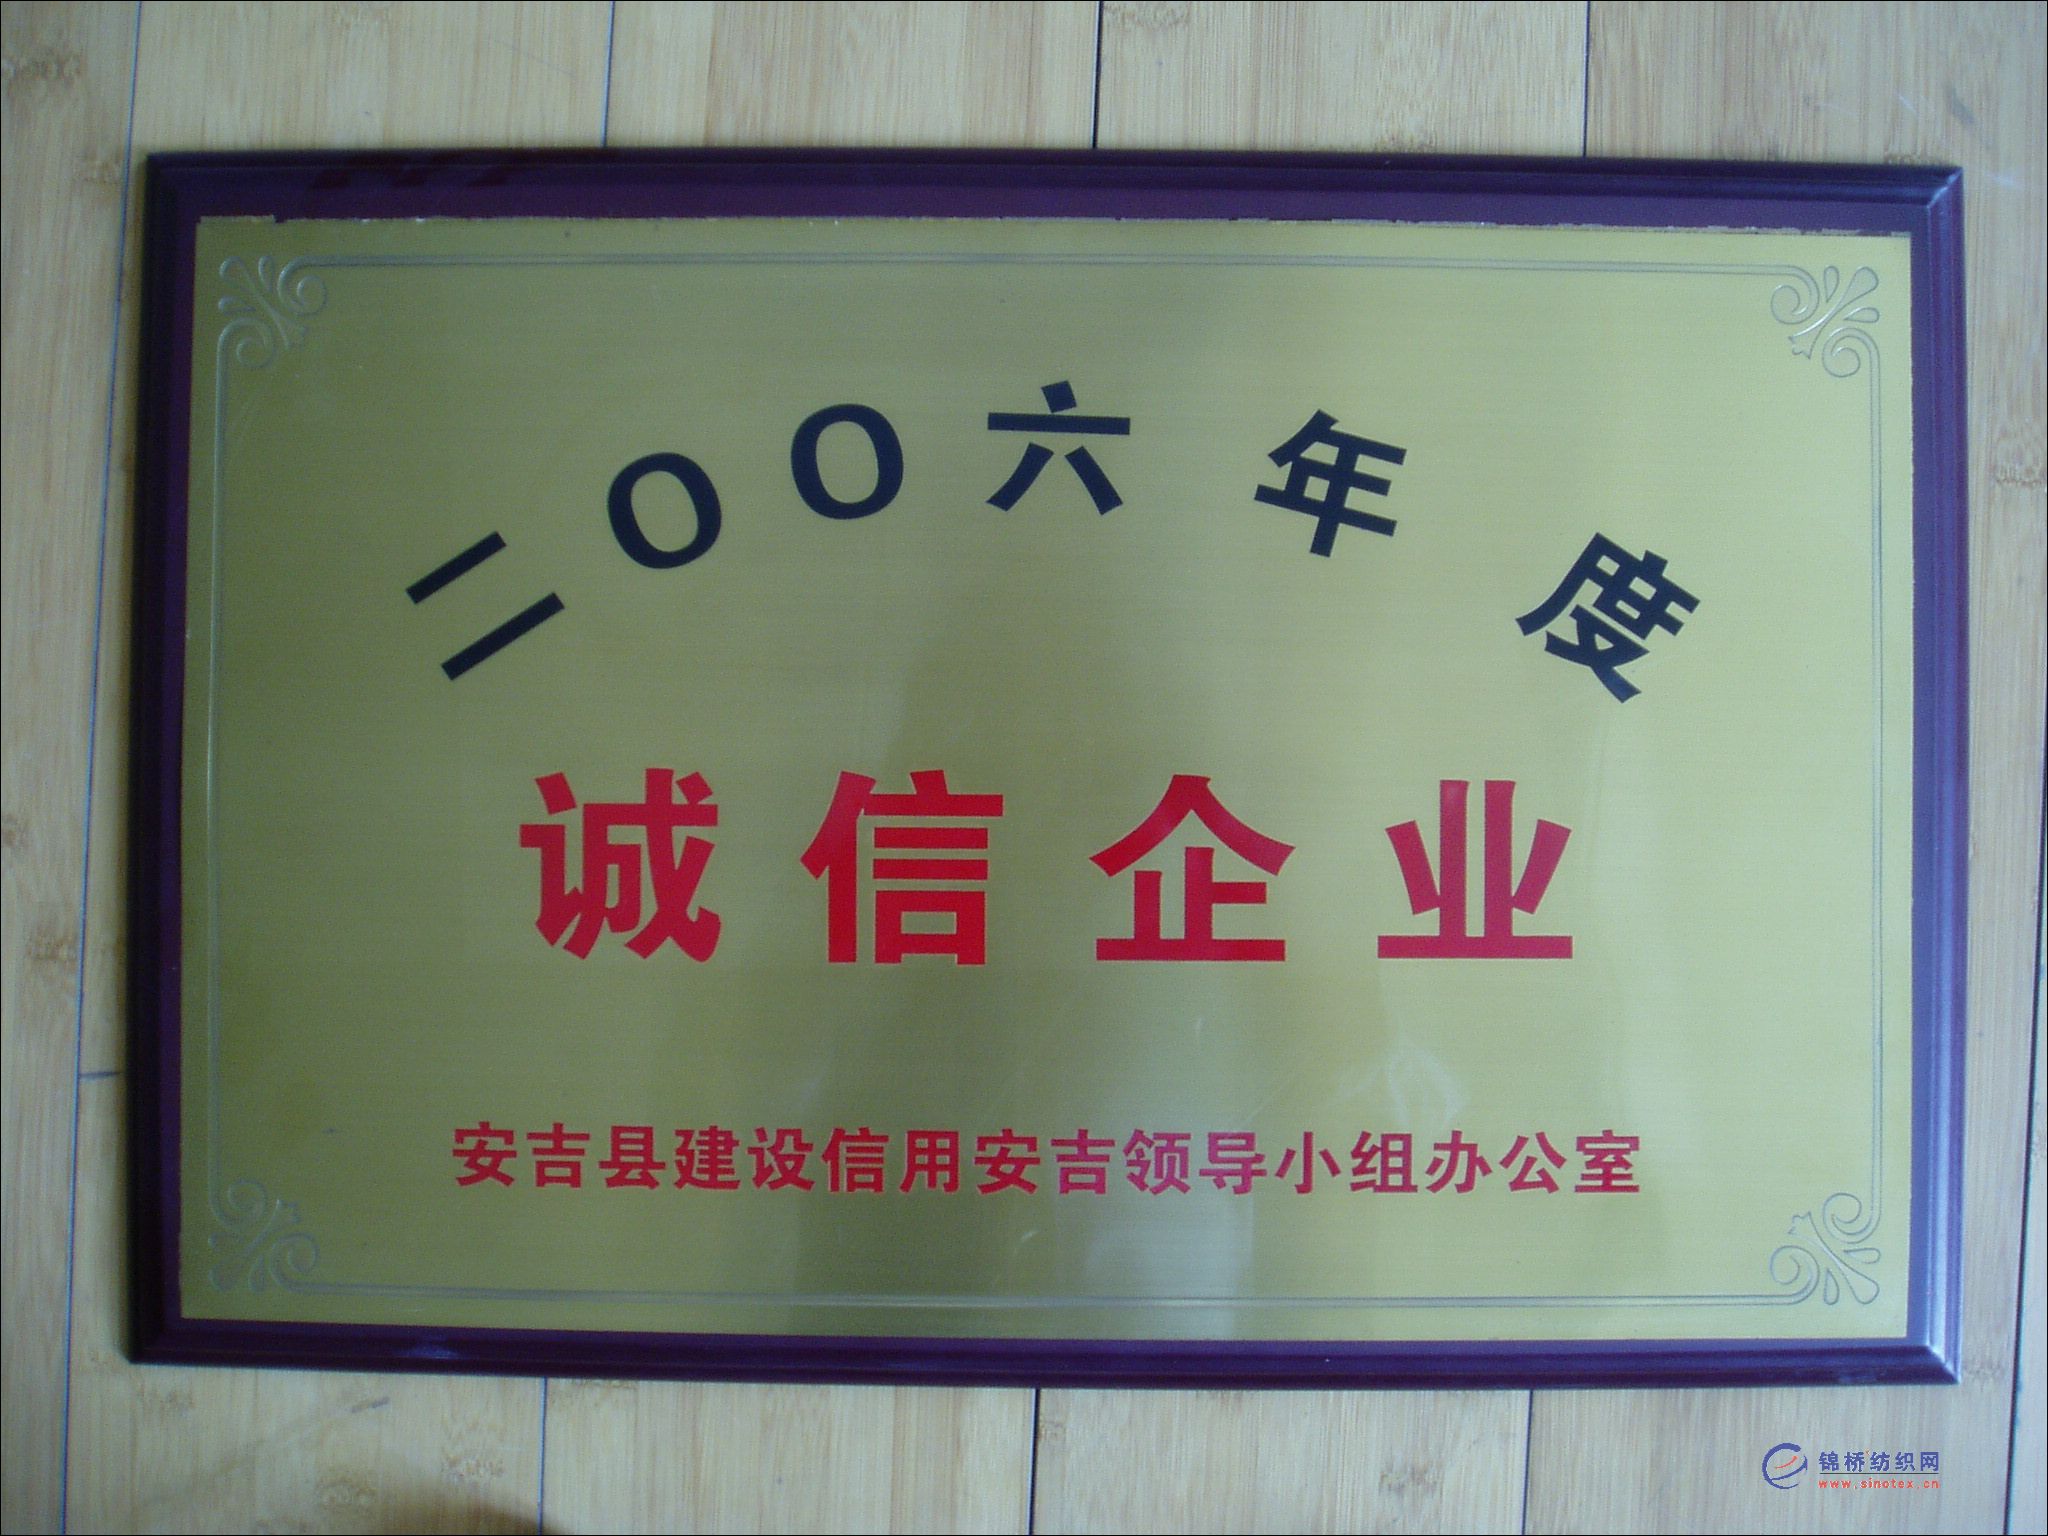 二OO六年度
诚信企业
安吉县建设信用安吉领导小组办公室
锦桥纺织网
www.sinotex.cn